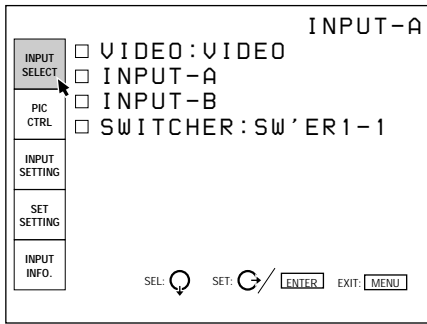 INPUT-A
INPUT
SELECT
□ VIDEO:VIDEO
□ INPUT-A
□ INPUT-B
□ SWITCHER:SW'ER1-1
PIC
CTRL
INPUT
SETTING
SET
SETTING
INPUT
INFO.
SEL: SET: / ENTER EXIT: MENU